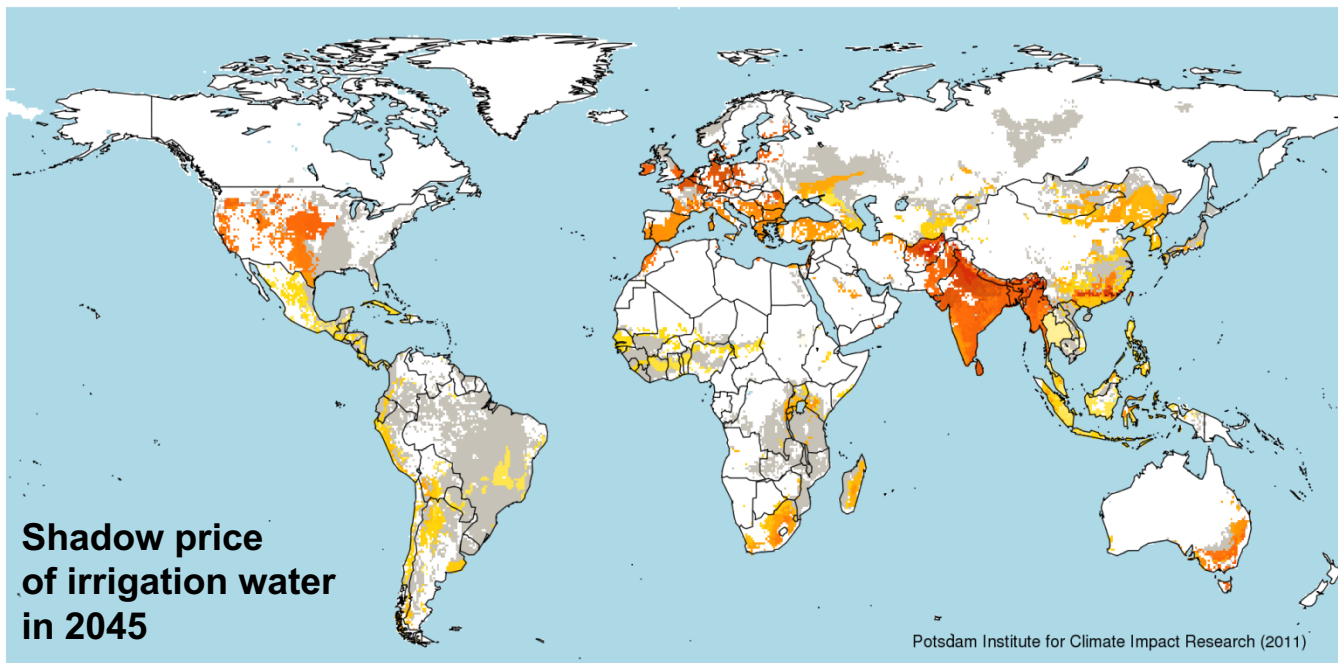 Shadow price
of irrigation water
in 2045
Potsdam Institute for Climate Impact Research (2011)